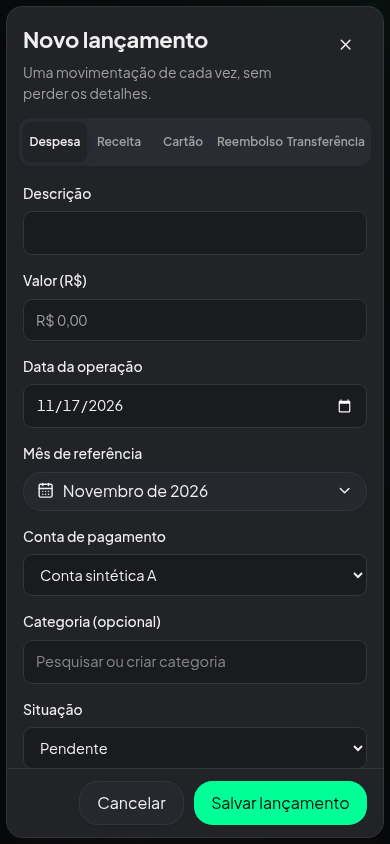 Novo lançamento
Uma movimentação de cada vez, sem
perder os detalhes.
Despesa Receita Cartão Reembolso Transferência
Descrição
Valor (R$)
R$ 0,00
Data da operação
11/17/2026
Mês de referência
Novembro de 2026
Conta de pagamento
Conta sintética A
Categoria (opcional)
Pesquisar ou criar categoria
Situação
Pendente
Cancelar Salvar lançamento